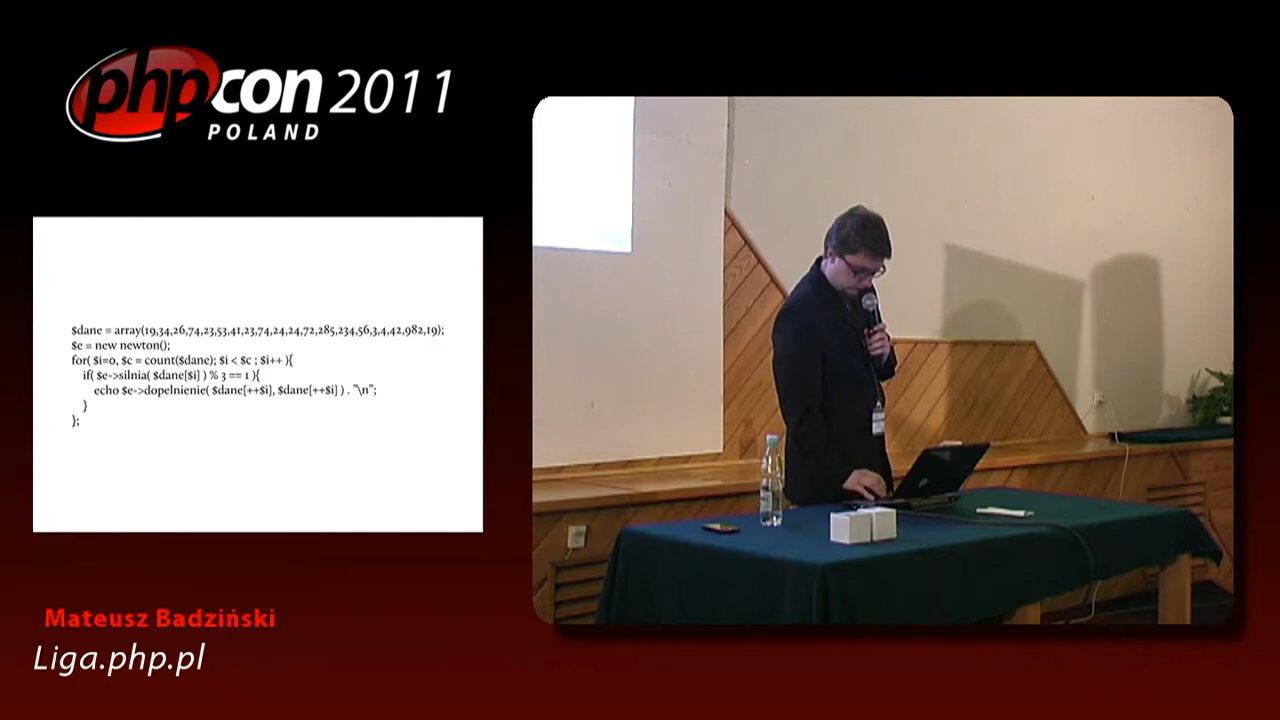 phpcon 2011
POLAND
$dane = array(19,34,26,74,23,53,41,23,74,24,24,72,285,234,56,3,4,42,982,19);
$e = new newton();
for( $i=0, $c = count($dane); $i < $c ; $i++ ){
if( $e->silnia( $dane[$i] ) % 3 == 1 ){
echo $e->dopelnienie( $dane[++$i], $dane[++$i] ) . "\n";
}
};
Mateusz Badziński
Liga.php.pl